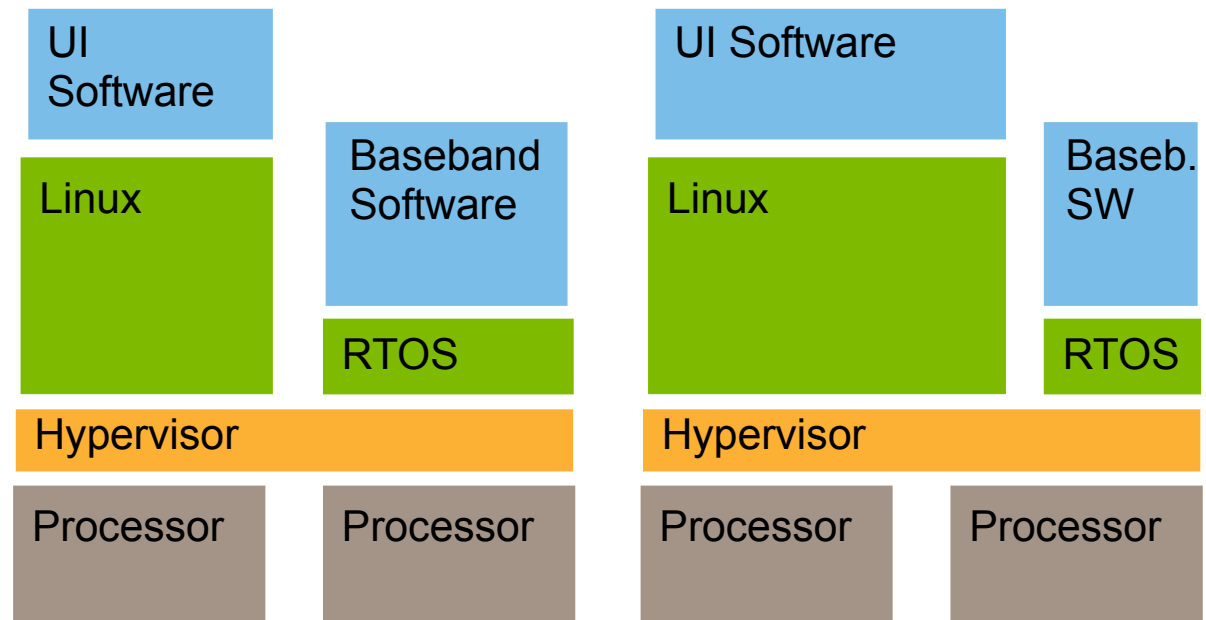 UI
Software
Baseband
Software
Linux
RTOS
Hypervisor
Processor
Processor
UI Software
Baseb.
SW
Linux
RTOS
Hypervisor
Processor
Processor